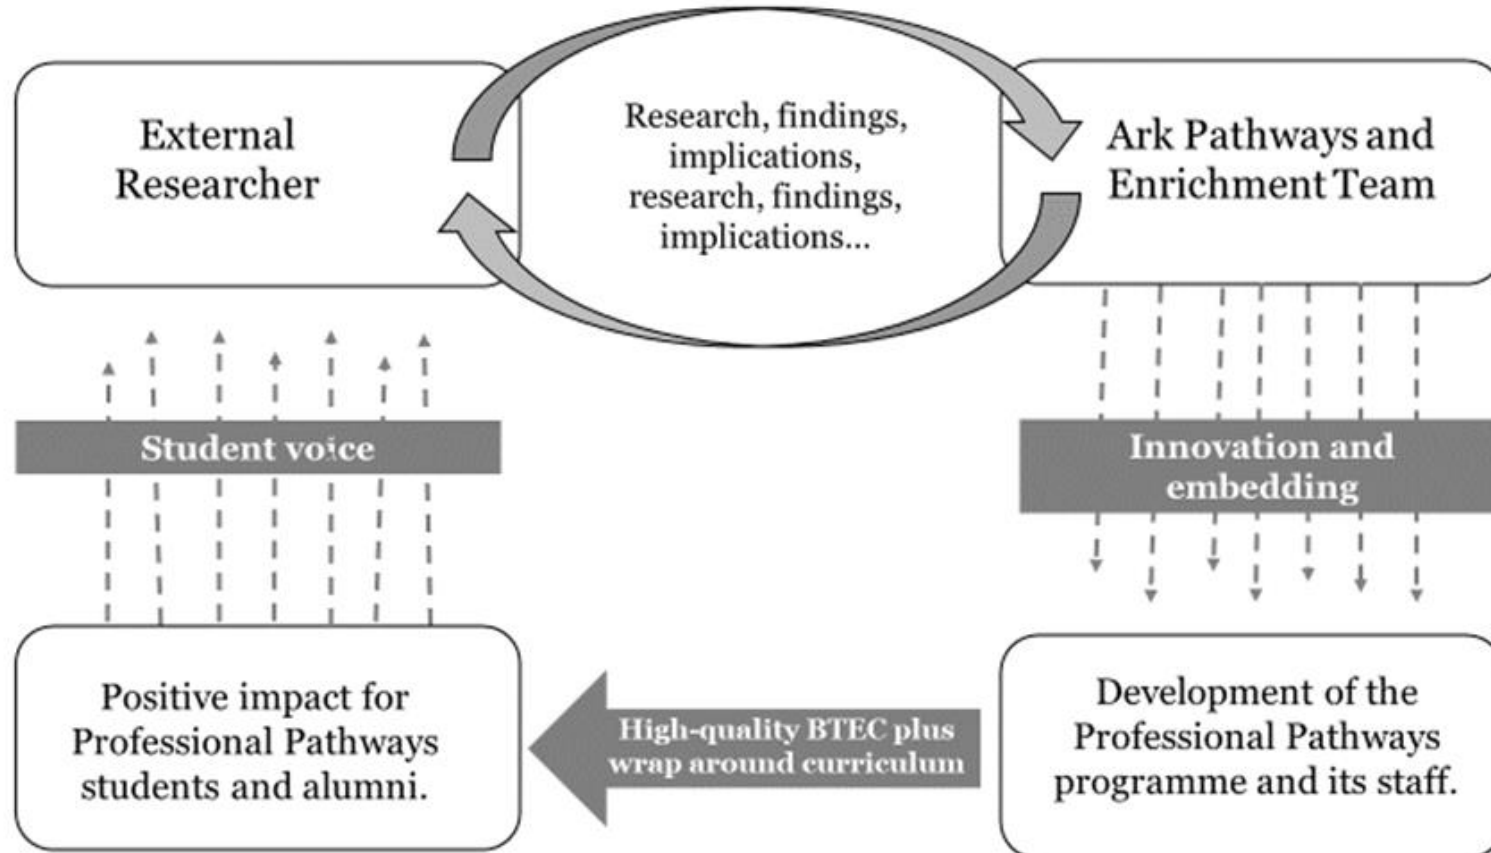 External
Researcher
Research, findings,
implications,
research, findings,
implications...
Ark Pathways and
Enrichment Team
Student voice
Innovation and
embedding
Positive impact for
Professional Pathways
students and alumni.
High-quality BTEC plus
wrap around curriculum
Development of the
Professional Pathways
programme and its staff.